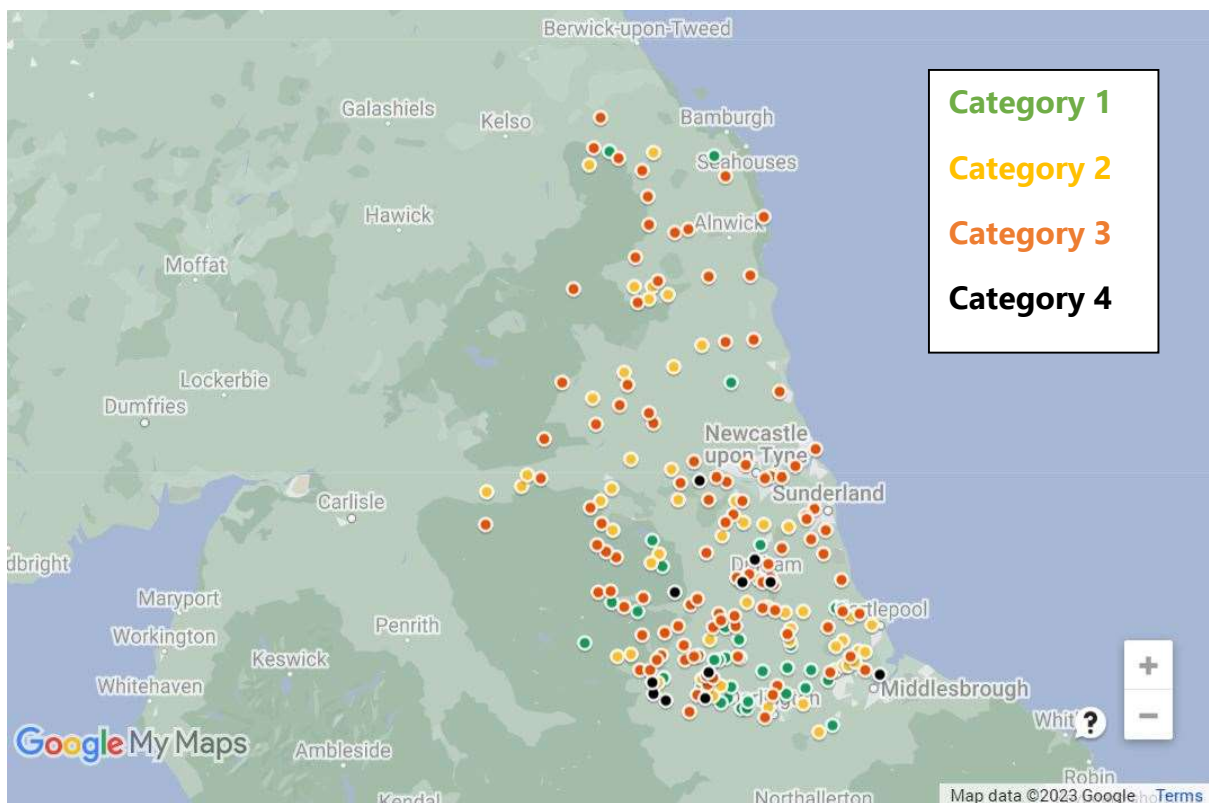 Berwick-upon-Tweed
Category 1
Galashiels
Kelso
Bamburgh
Seahouses
Category 2
Hawick
Alnwick
Category 3
Moffat
Category 4
Lockerbie
Dumfries
Newcastle
upon Tyne
Carlisle
Sunderland
dbright
Maryport
Workington
Penrith
Keswick
Whitehaven
Middlesbrough
+
−
Whit
?
Google My Maps
Ambleside
Robin
Kendal
Northallerton
Map data ©2023 Google
Terms